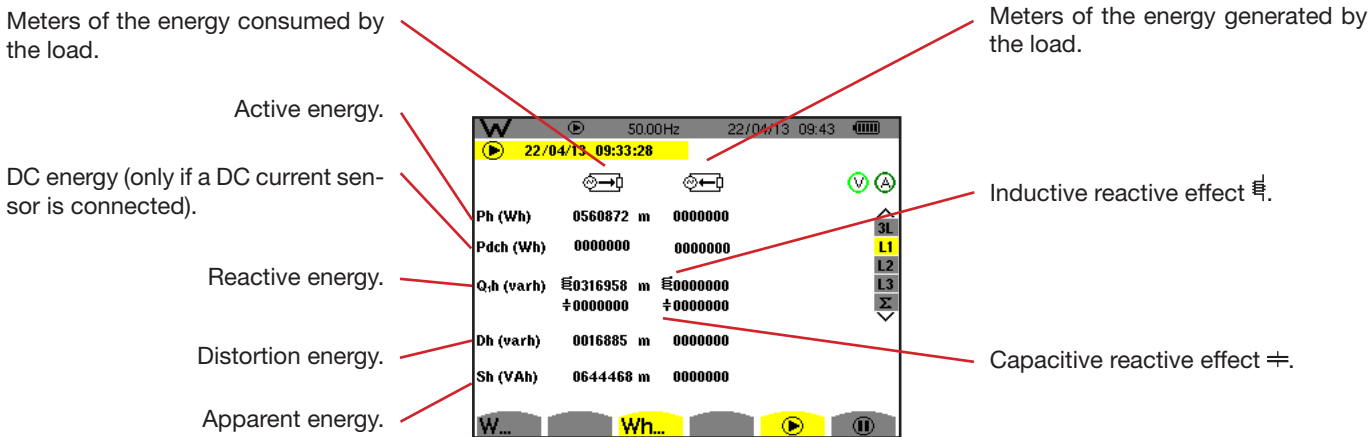 Meters of the energy consumed by
the load.
Meters of the energy generated by
the load.
Active energy.
DC energy (only if a DC current sen-
sor is connected).
Reactive energy.
Distortion energy.
Apparent energy.
W 50.00Hz 22/04/13 09:43
22/04/13 09:33:28
V A
Ph (Wh) 0560872 m 0000000
Pdch (Wh) 0000000 0000000
Q₁h (varh) 0316958 m 0000000
0000000 0000000
Dh (varh) 0016885 m 0000000
Sh (VAh) 0644468 m 0000000
3L
L1
L2
L3
Σ
W... Wh...
Inductive reactive effect
Capacitive reactive effect